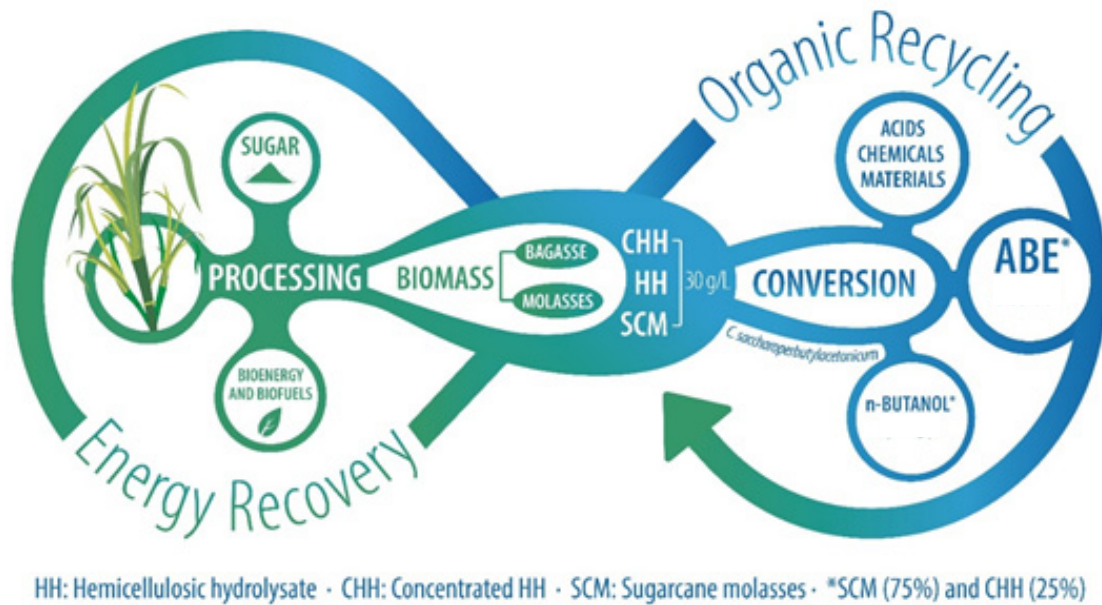 Organic Recycling
ACIDS
CHEMICALS
MATERIALS
SUGAR
ABE*
PROCESSING
BIOMASS
BAGASSE
MOLASSES
CHH
HH
SCM
30 g/L
CONVERSION
C. saccharoperbutylacetonicum
BIOENERGY
AND BIOFUELS
n-BUTANOL*
Energy Recovery
HH: Hemicellulosic hydrolysate · CHH: Concentrated HH · SCM: Sugarcane molasses · *SCM (75%) and CHH (25%)